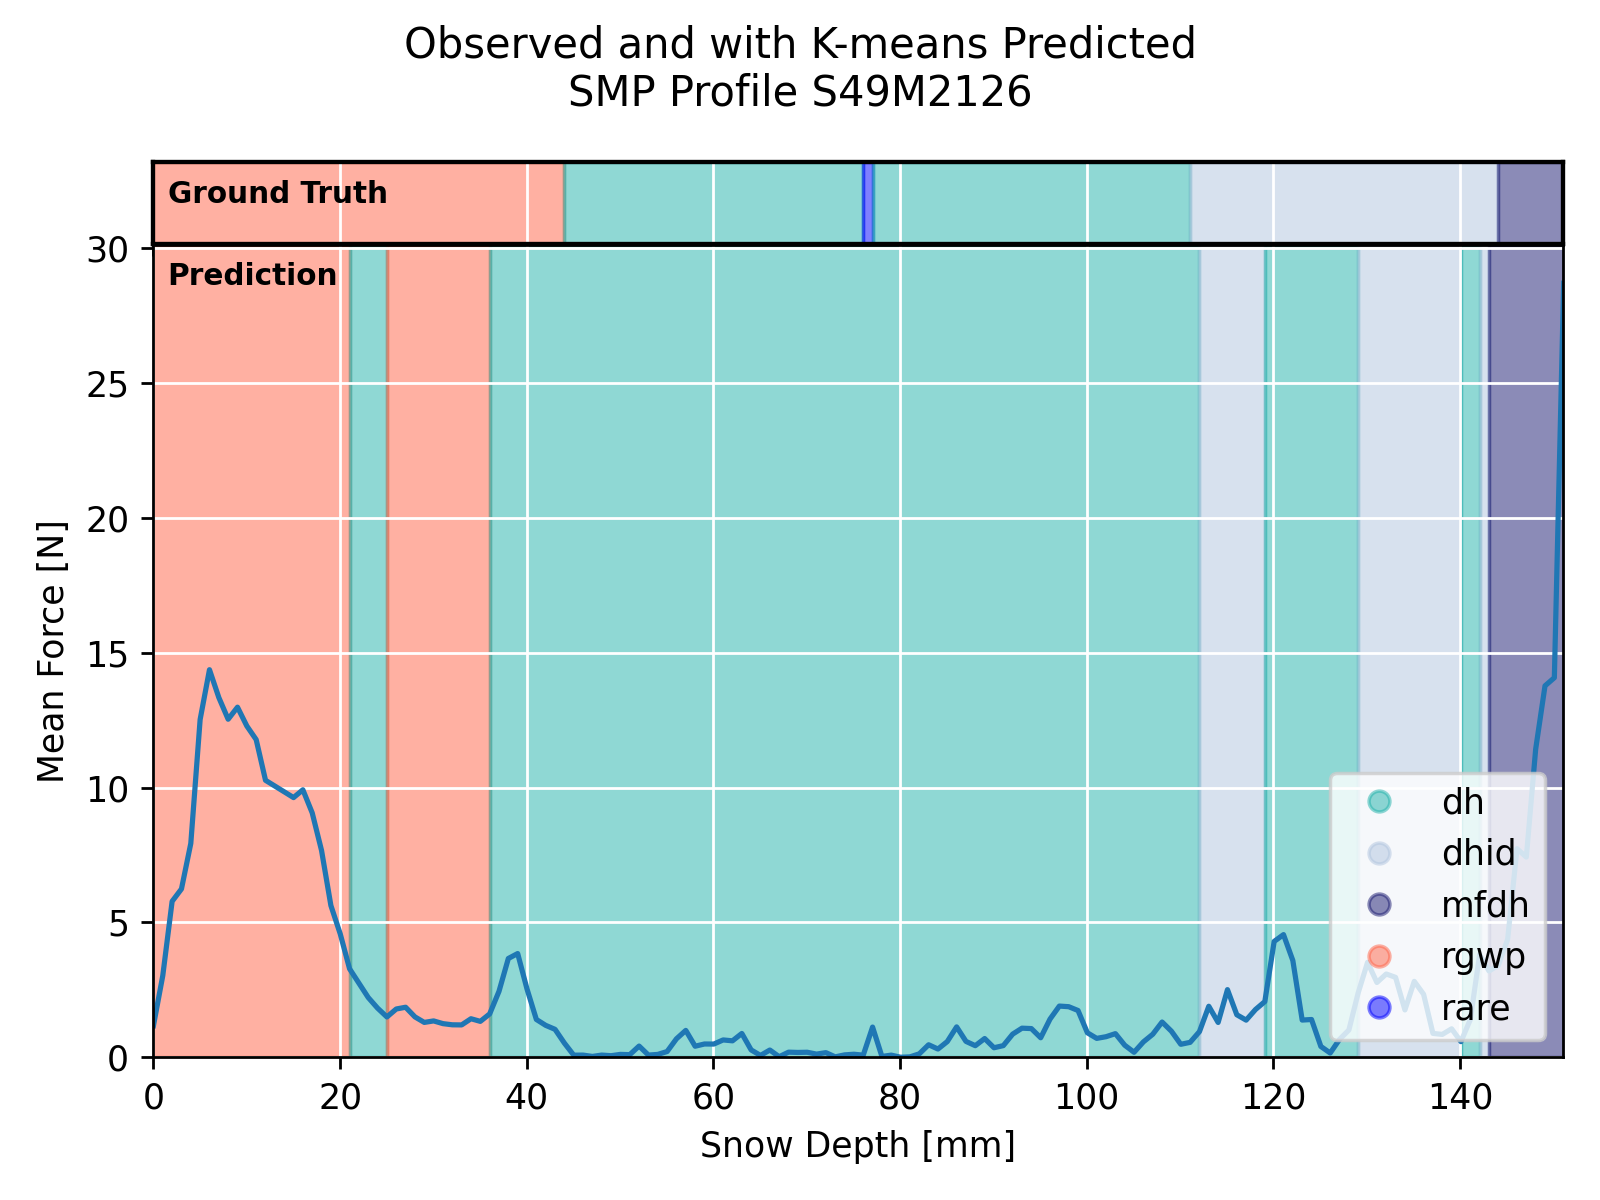 Observed and with K-means Predicted
SMP Profile S49M2126
Ground Truth
Prediction
30
25
20
15
10
5
0
Mean Force [N]
0 20 40 60 80 100 120 140
Snow Depth [mm]
dh
dhid
mfdh
rgwp
rare